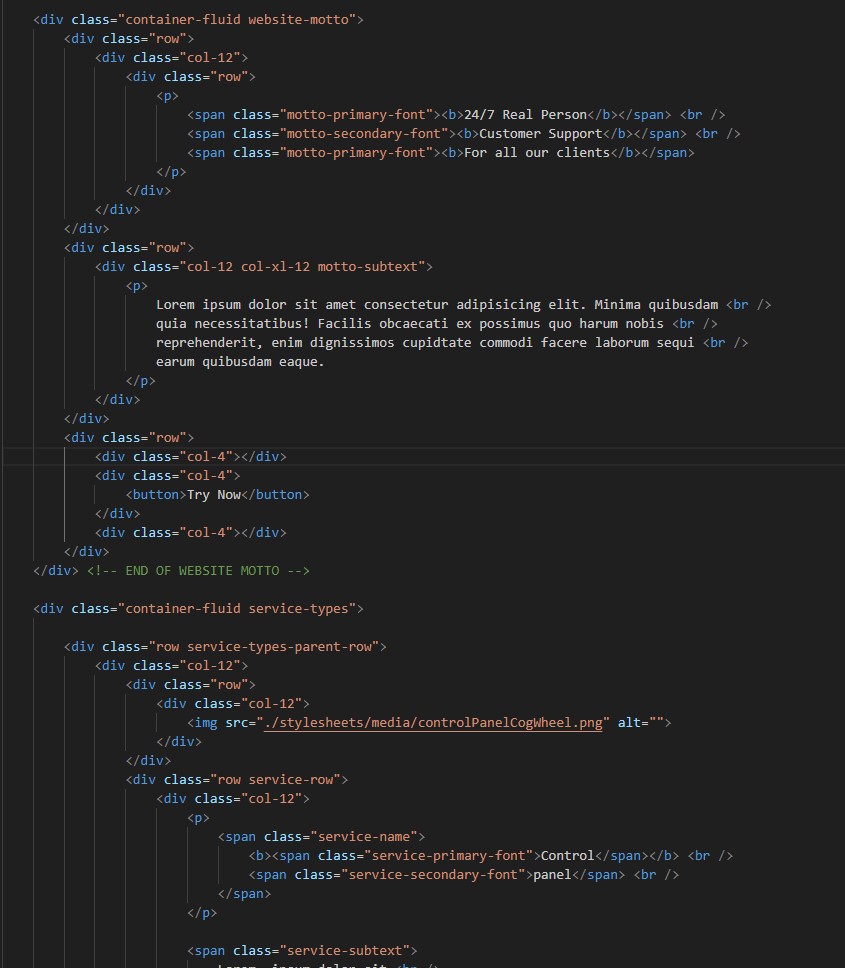 <div class="container-fluid website-motto">
<div class="row">
<div class="col-12">
<div class="row">
<p>
<span class="motto-primary-font"><b>24/7 Real Person</b></span> <br />
<span class="motto-secondary-font"><b>Customer Support</b></span> <br />
<span class="motto-primary-font"><b>For all our clients</b></span>
</p>
</div>
</div>
</div>
<div class="row">
<div class="col-12 col-xl-12 motto-subtext">
<p>
Lorem ipsum dolor sit amet consectetur adipisicing elit. Minima quibusdam <br />
quia necessitatibus! Facilis obcaecati ex possimus quo harum nobis <br />
reprehenderit, enim dignissimos cupidtate commodi facere laborum sequi <br />
earum quibusdam eaque.
</p>
</div>
</div>
<div class="row">
<div class="col-4"></div>
<div class="col-4">
<button>Try Now</button>
</div>
<div class="col-4"></div>
</div>
</div> <!-- END OF WEBSITE MOTTO -->
<div class="container-fluid service-types">
<div class="row service-types-parent-row">
<div class="col-12">
<div class="row">
<div class="col-12">
<img src="./stylesheets/media/controlPanelCogWheel.png" alt="">
</div>
</div>
<div class="row service-row">
<div class="col-12">
<p>
<span class="service-name">
<b><span class="service-primary-font">Control</span></b> <br />
<span class="service-secondary-font">panel</span> <br />
</span>
</p>
<span class="service-subtext">
Lorem, ipsum dolor sit <br />